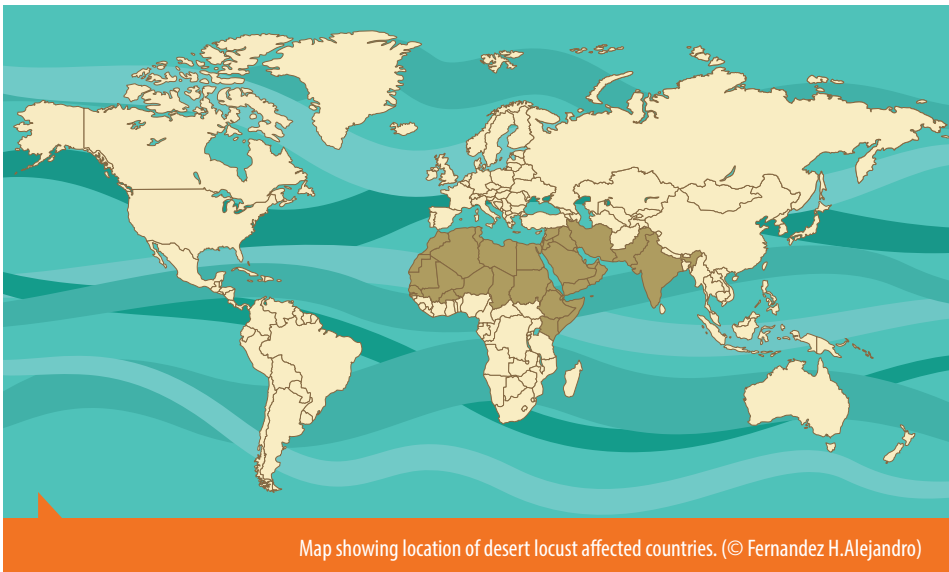 Map showing location of desert locust affected countries. (© Fernandez H.Alejandro)